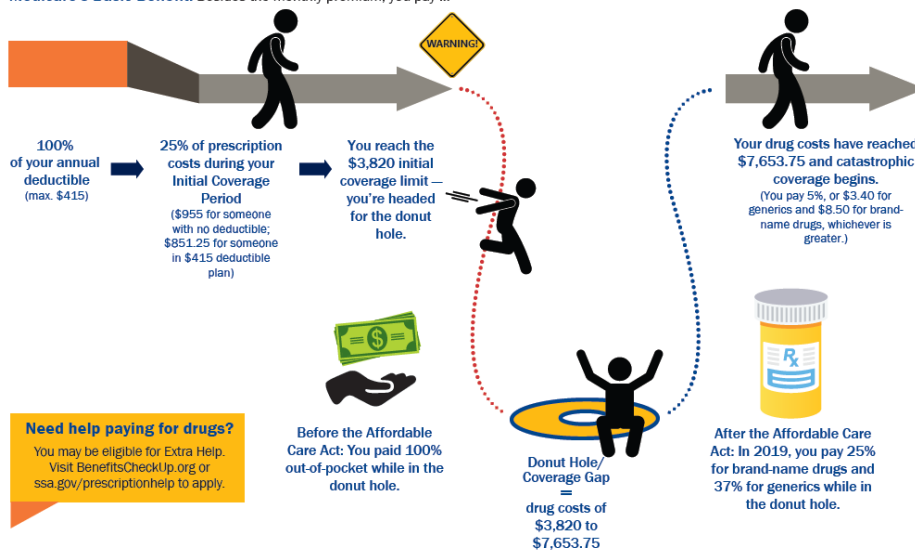 Medicare's Basic Benefit: Besides the monthly premium, you pay ...
WARNING!
100%
of your annual
deductible
(max. $415)
25% of prescription
costs during your
Initial Coverage
Period
($955 for someone
with no deductible;
$851.25 for someone
in $415 deductible
plan)
You reach the
$3,820 initial
coverage limit —
you're headed
for the donut
hole.
Your drug costs have reached
$7,653.75 and catastrophic
coverage begins.
(You pay 5%, or $3.40 for
generics and $8.50 for brand-
name drugs, whichever is
greater.)
$
Rx
Need help paying for drugs?
You may be eligible for Extra Help.
Visit BenefitsCheckUp.org or
ssa.gov/prescriptionhelp to apply.
Before the Affordable
Care Act: You paid 100%
out-of-pocket while in the
donut hole.
Donut Hole/
Coverage Gap
=
drug costs of
$3,820 to
$7,653.75
After the Affordable Care
Act: In 2019, you pay 25%
for brand-name drugs and
37% for generics while in
the donut hole.